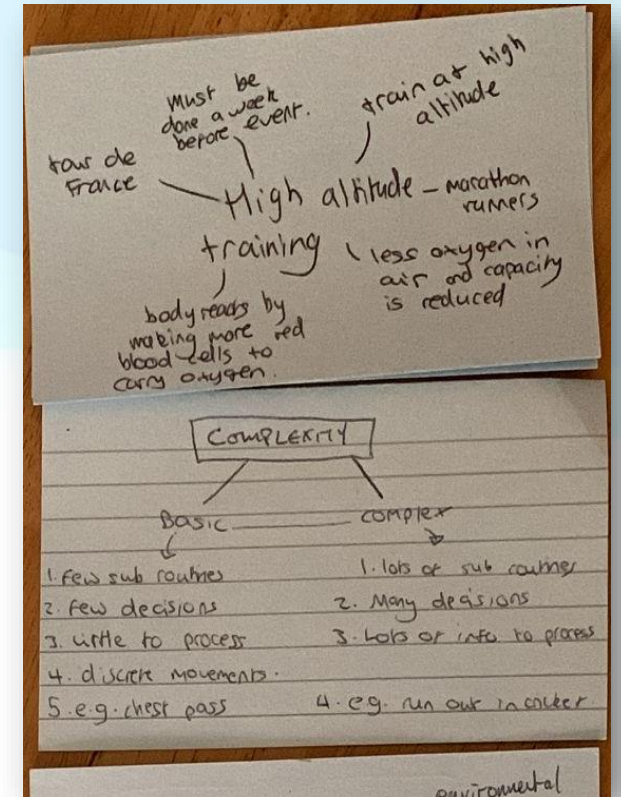 Must be
done a week
before event.
train at high
altitude
tour de
France
High altitude - marathon
runners
training
less oxygen in
air and capacity
is reduced
body reacts by
making more red
blood cells to
carry oxygen.
COMPLEXITY
Basic complex
1. few sub routines
1. lots of sub routines
2. few decisions
2. Many decisions
3. little to process
3. Lots of info to process
4. discrete movements.
5. e.g. chest pass
4. e.g. run out in cricket
environmental